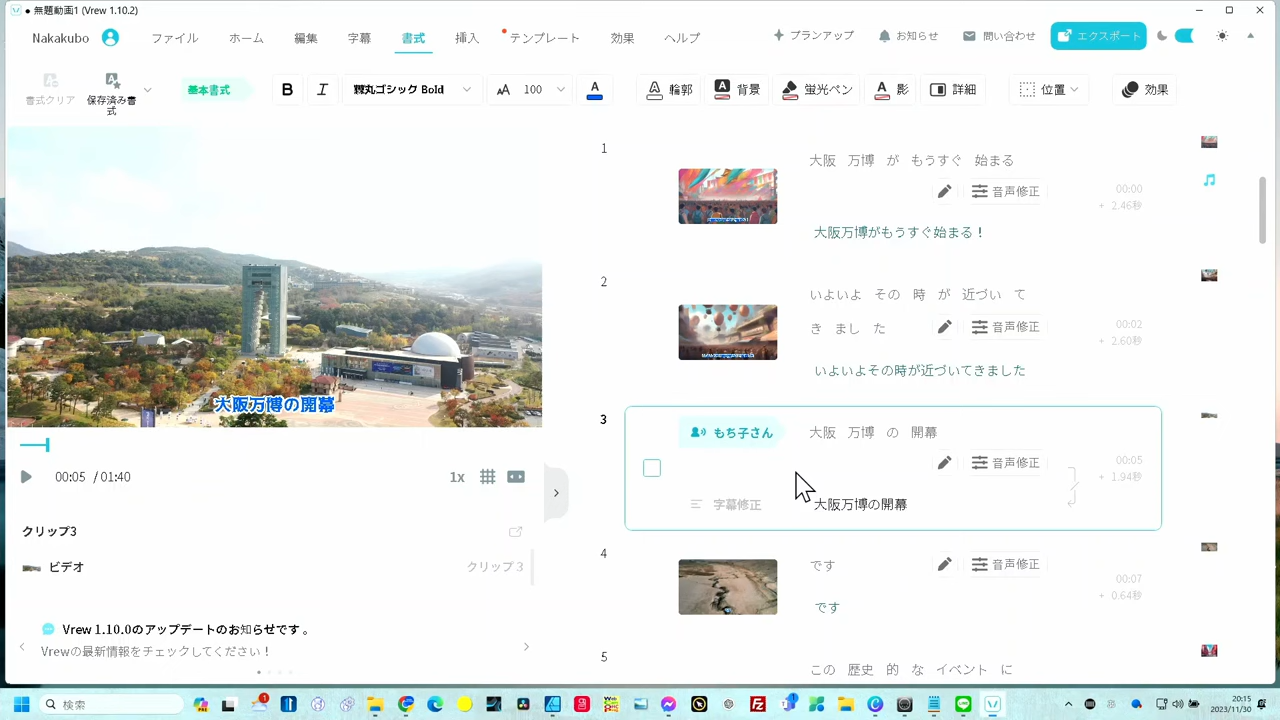 ● 無題動画1 (Vrew 1.10.2)
Nakakubo ファイル ホーム 編集 字幕 書式 挿入 テンプレート 効果 ヘルプ プランアップ お知らせ 問い合わせ エクスポート
書式クリア 保存済み書式 基本書式 B I 翼丸ゴシック Bold 100 輪郭 背景 蛍光ペン 影 詳細 位置 効果
大阪万博の開幕
00:05 / 01:40 1x
クリップ3
ビデオ クリップ 3
Vrew 1.10.0のアップデートのお知らせです。
Vrewの最新情報をチェックしてください！
1
大阪 万博 が もうすぐ 始まる
音声修正 00:00
+ 2.46秒
大阪万博がもうすぐ始まる！
2
いよいよ その 時 が 近づい て
き まし た 音声修正 00:02
+ 2.60秒
いよいよその時が近づいてきました
3
もち子さん 大阪 万博 の 開幕
音声修正 00:05
+ 1.94秒
字幕修正 大阪万博の開幕
4
です 音声修正 00:07
+ 0.64秒
です
5
この 歴史 的 な イベント に
検索 20:15
2023/11/30